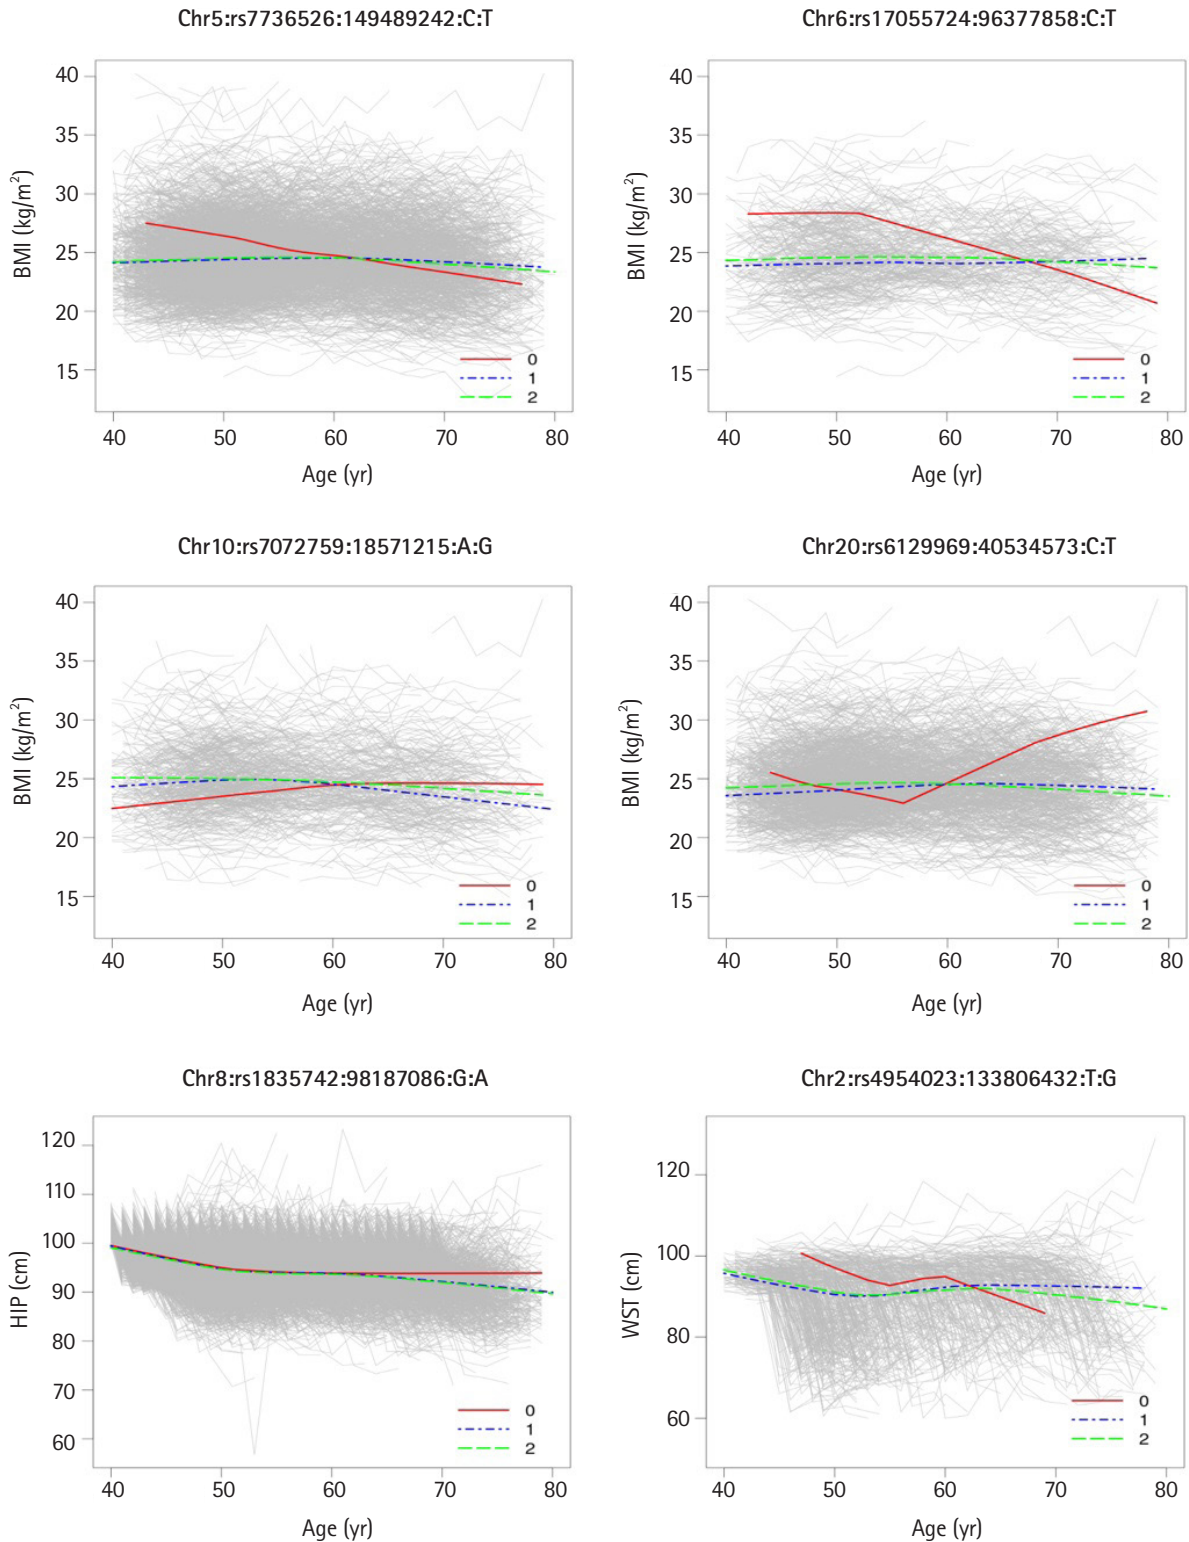 Chr5:rs7736526:149489242:C:T
40
35
30
25
20
15
BMI (kg/m²)
0
1
2
40 50 60 70 80
Age (yr)
Chr6:rs17055724:96377858:C:T
40
35
30
25
20
15
BMI (kg/m²)
0
1
2
40 50 60 70 80
Age (yr)
Chr10:rs7072759:18571215:A:G
40
35
30
25
20
15
BMI (kg/m²)
0
1
2
40 50 60 70 80
Age (yr)
Chr20:rs6129969:40534573:C:T
40
35
30
25
20
15
BMI (kg/m²)
0
1
2
40 50 60 70 80
Age (yr)
Chr8:rs1835742:98187086:G:A
120
110
100
90
80
70
60
HIP (cm)
0
1
2
40 50 60 70 80
Age (yr)
Chr2:rs4954023:133806432:T:G
120
100
80
60
WST (cm)
0
1
2
40 50 60 70 80
Age (yr)